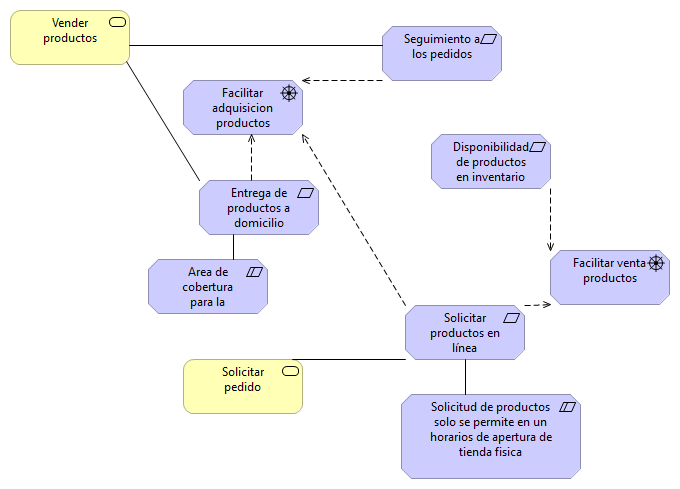 Vender
productos
Seguimiento a
los pedidos
Facilitar
adquisicion
productos
Disponibilidad
de productos
en inventario
Entrega de
productos a
domicilio
Facilitar venta
productos
Area de
cobertura
para la
Solicitar
productos en
línea
Solicitar
pedido
Solicitud de productos
solo se permite en un
horarios de apertura de
tienda fisica